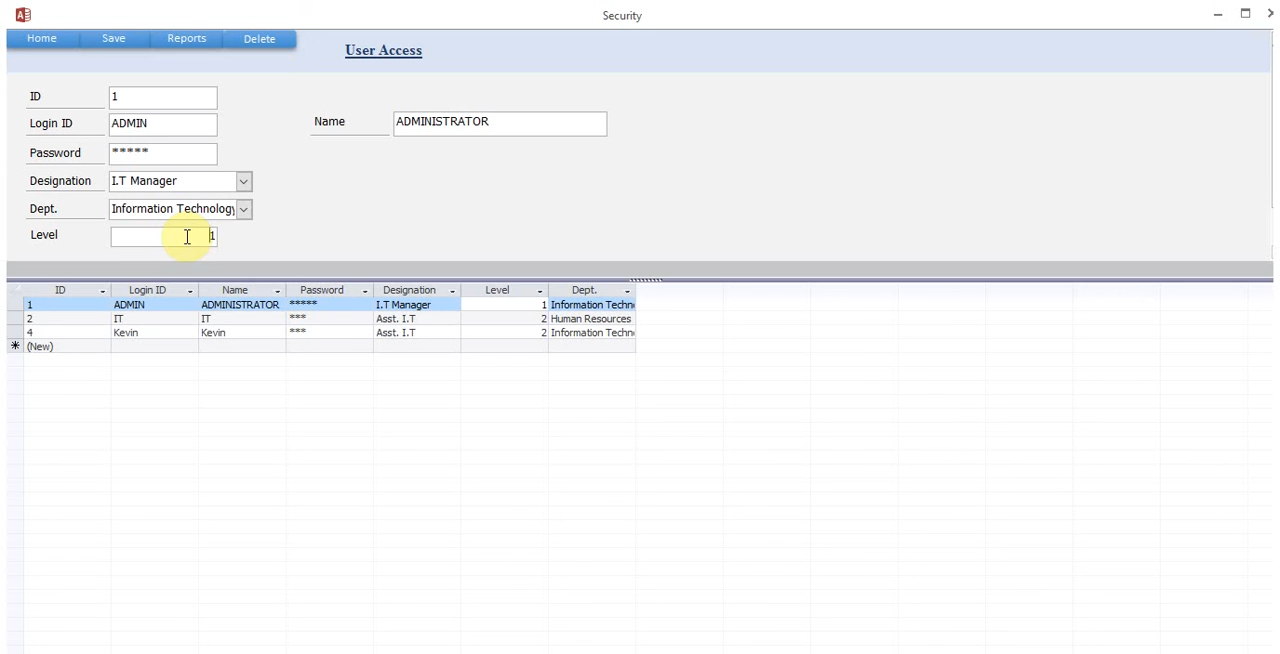 Security
Home Save Reports Delete
User Access
ID 1
Login ID ADMIN Name ADMINISTRATOR
Password *****
Designation I.T Manager
Dept. Information Technology
Level 1
ID Login ID Name Password Designation Level Dept.
1 ADMIN ADMINISTRATOR ***** I.T Manager 1 Information Techn
2 IT IT *** Asst. I.T 2 Human Resources
4 Kevin Kevin *** Asst. I.T 2 Information Techn
* (New)